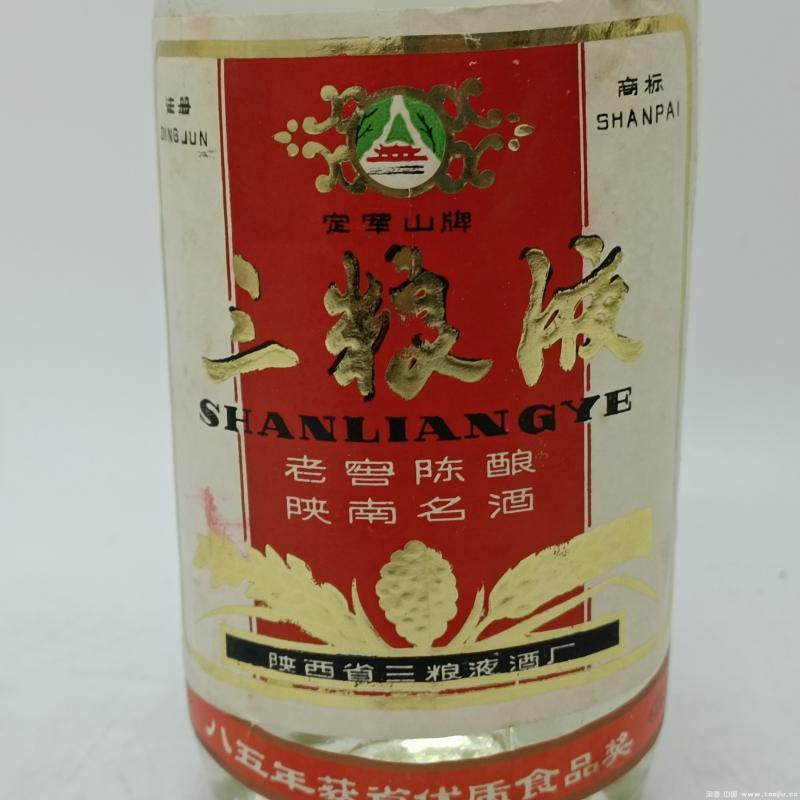 注册
DINGJUN
商标
SHANPAI
定军山牌
三粮液
SHANLIANGYE
老窖陈酿
陕南名酒
陕西省三粮液酒厂
八五年获省优质食品奖